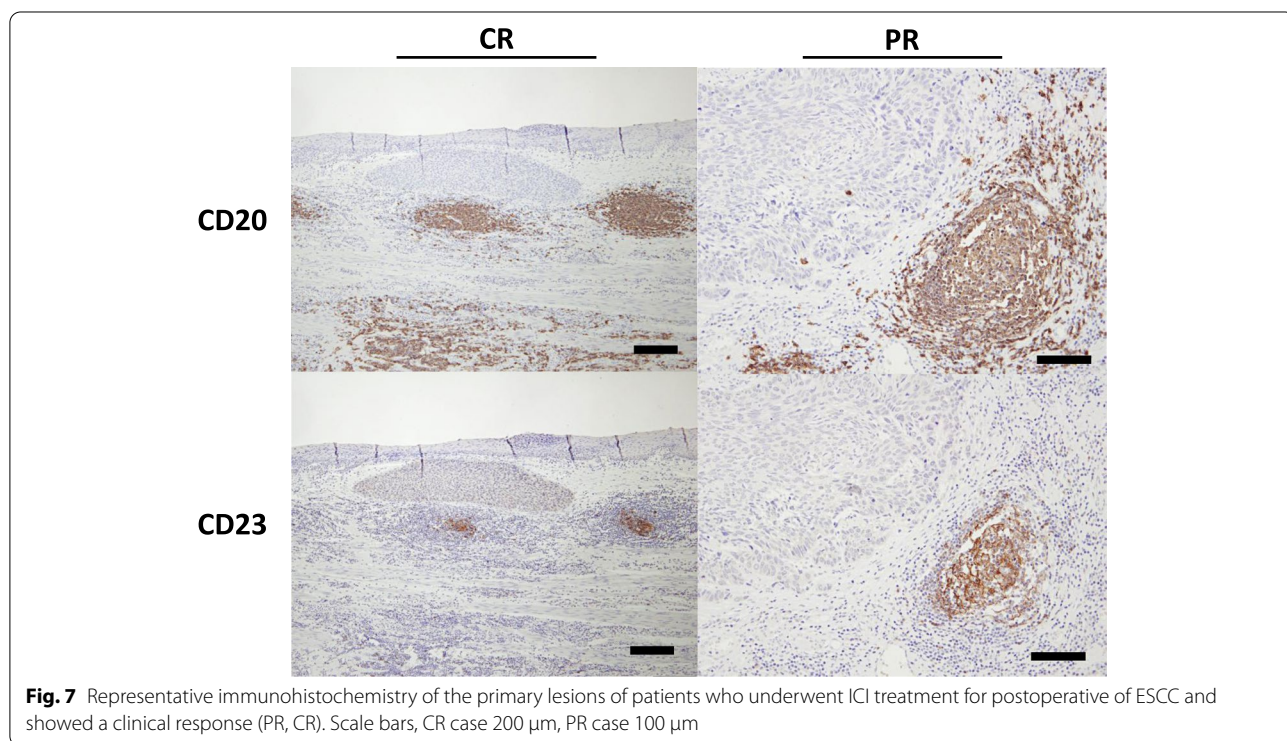 CR PR
CD20
CD23
Fig. 7 Representative immunohistochemistry of the primary lesions of patients who underwent ICI treatment for postoperative of ESCC and
showed a clinical response (PR, CR). Scale bars, CR case 200 μm, PR case 100 μm